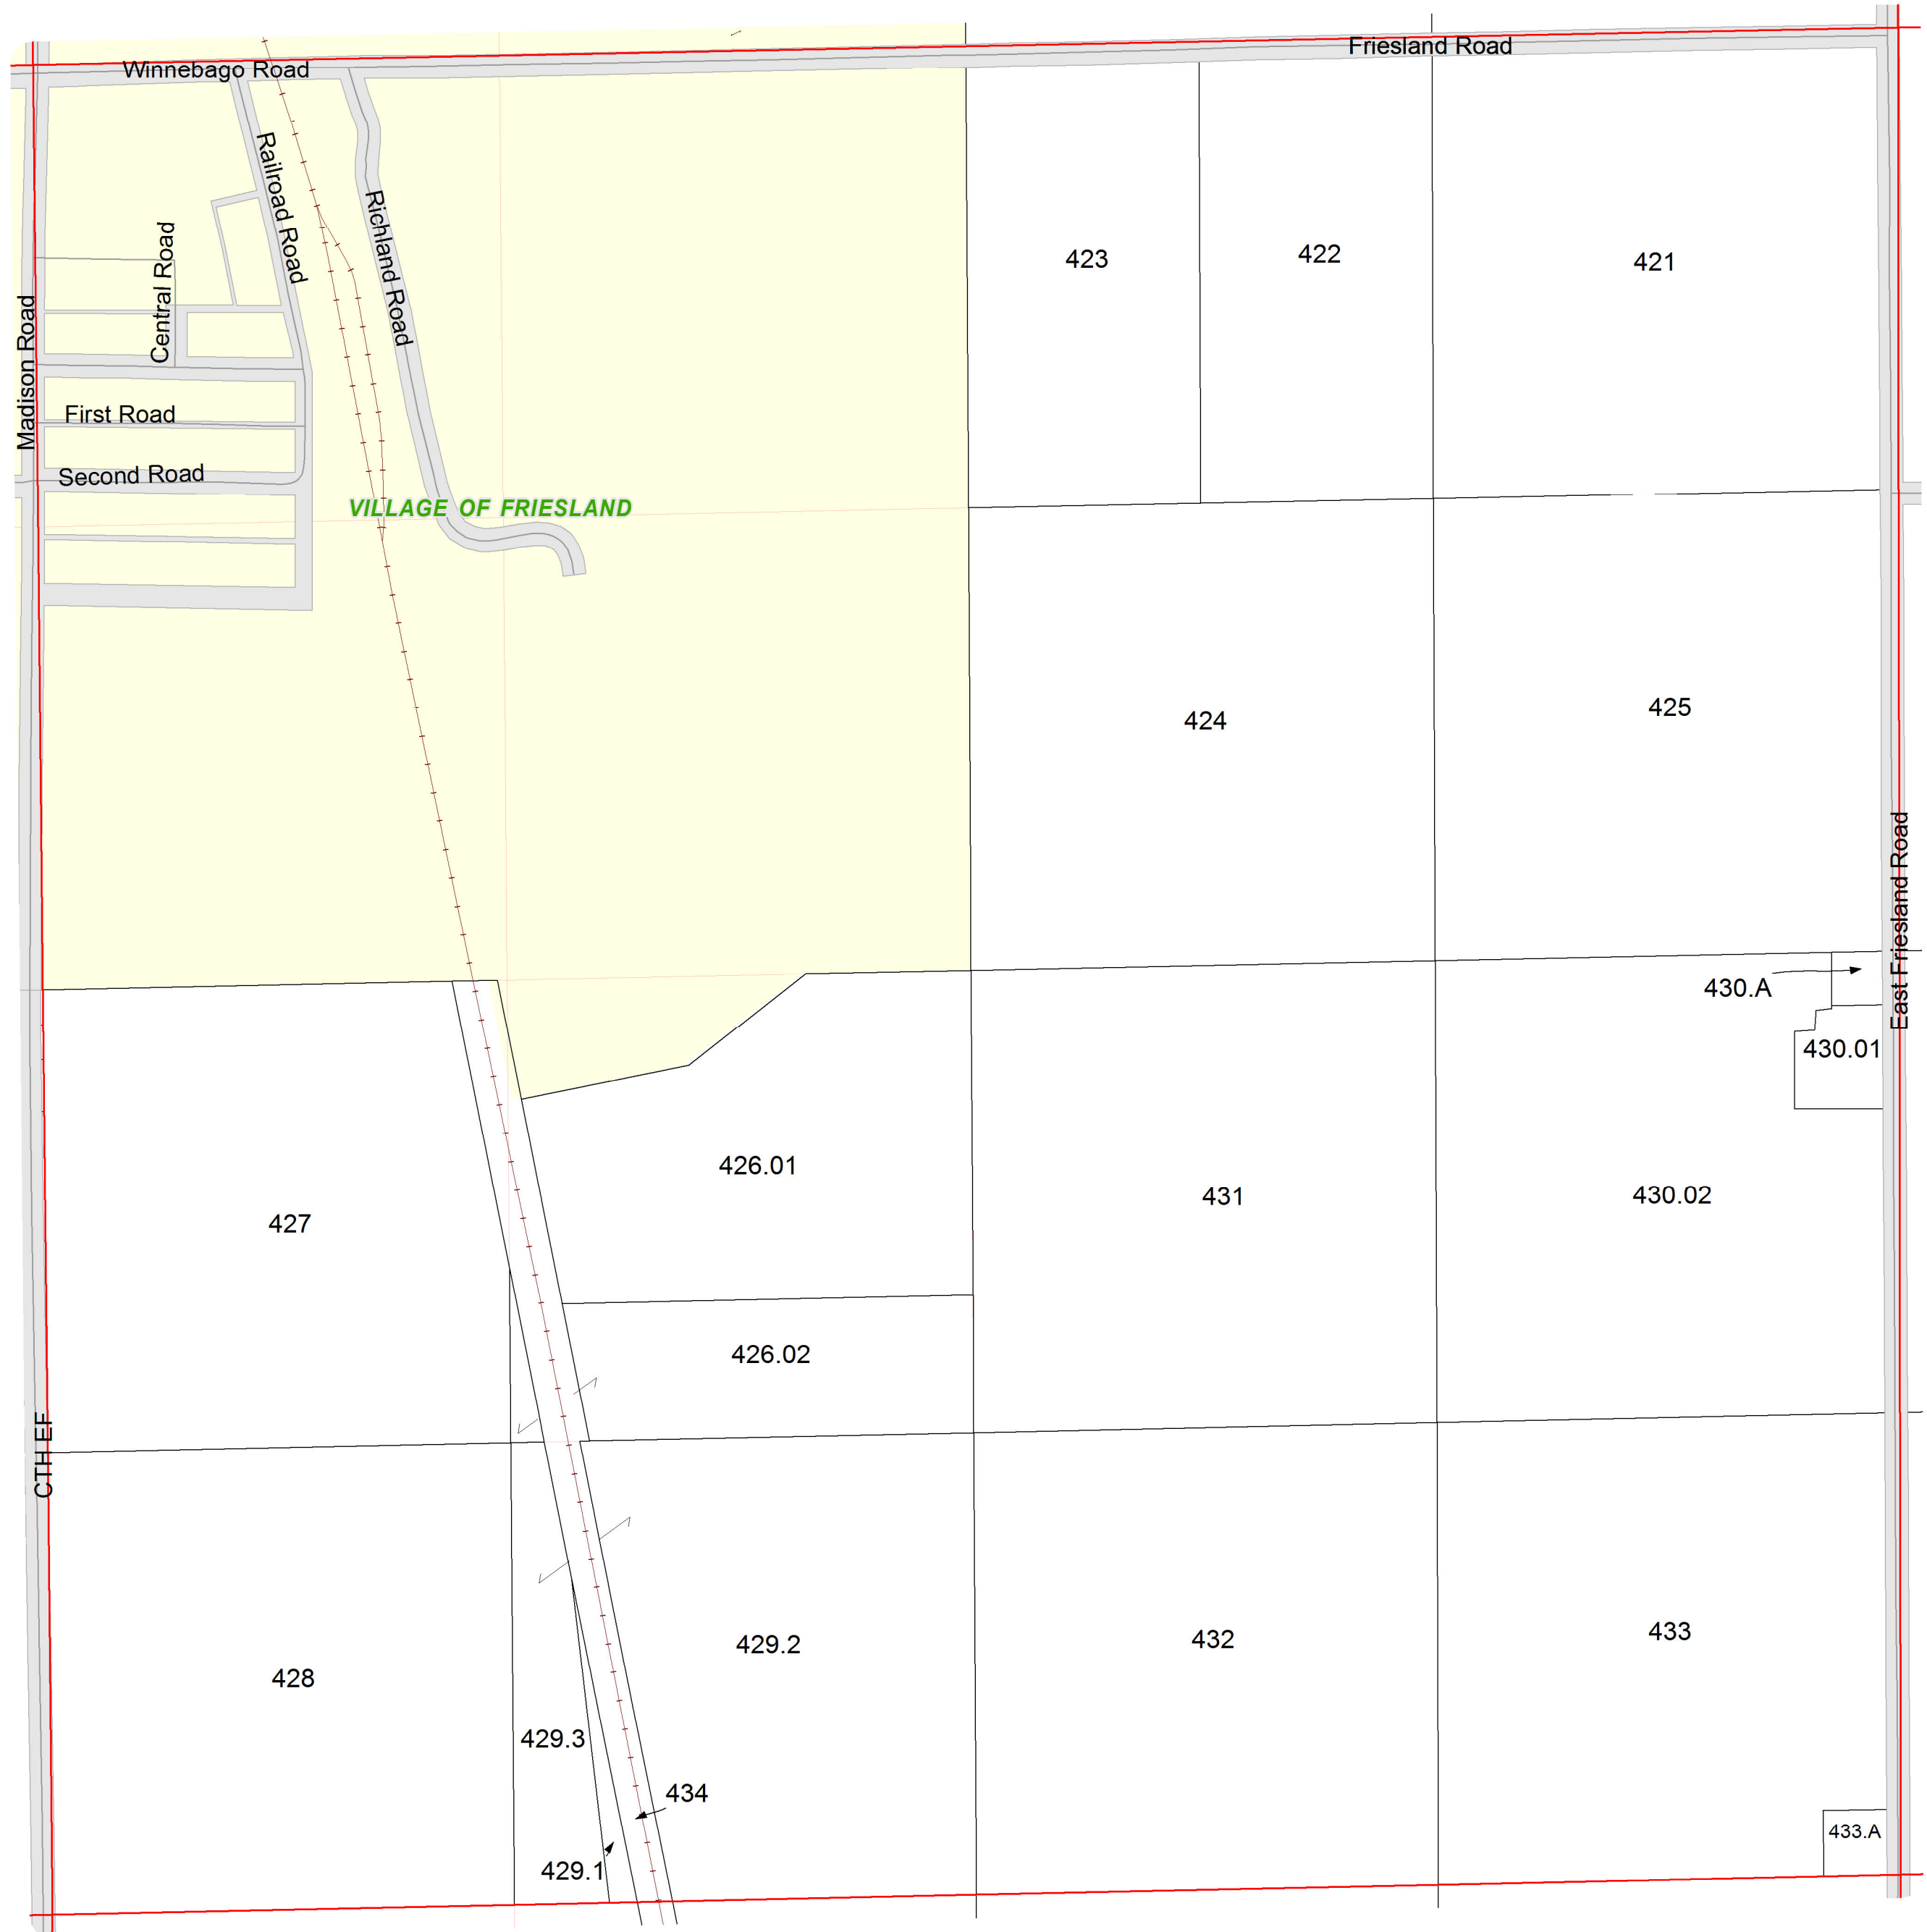 Friesland Road
Winnebago Road
Railroad Road
Richland Road
Central Road
Madison Road
First Road
Second Road
VILLAGE OF FRIESLAND
423
422
421
424
425
East Friesland Road
430.A
430.01
426.01
431
430.02
427
426.02
CTH EF
429.2
432
433
428
429.3
434
433.A
429.1